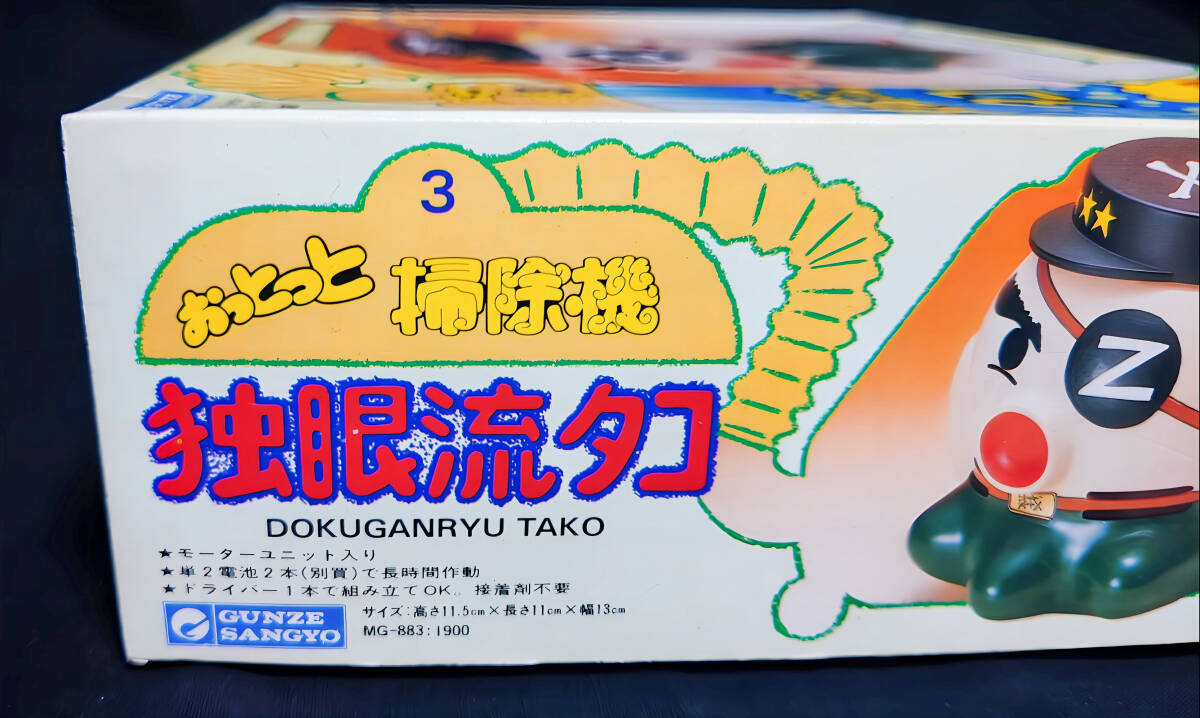 3
おっとっと 掃除機
独眼流タコ
DOKUGANRYU TAKO
★モーターユニット入り
★単2電池2本(別買)で長時間作動
★ドライバー1本で組み立てOK。接着剤不要
GUNZE
SANGYO
サイズ:高さ11.5cm×長さ11cm×幅13cm
MG-883:1900
Z